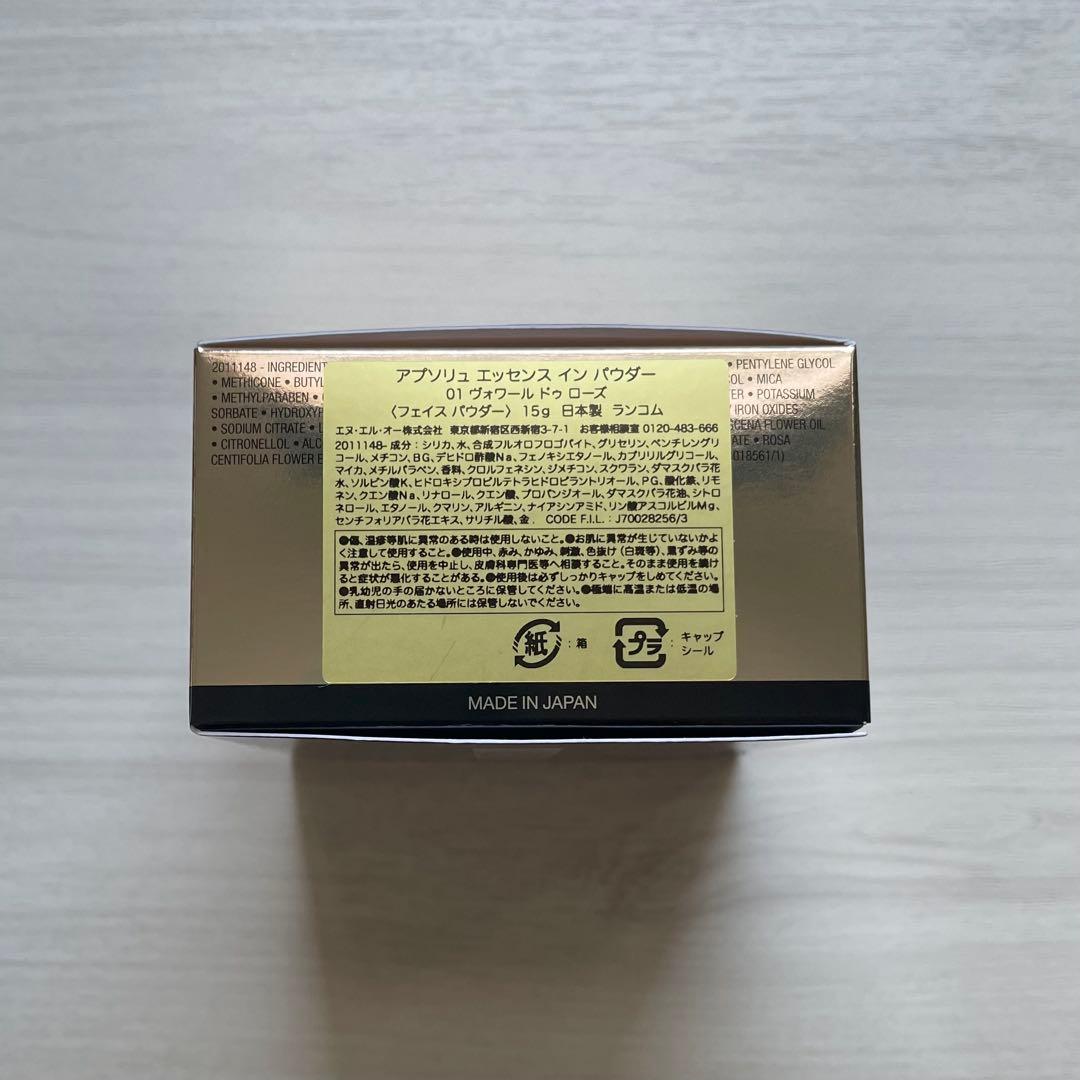 2011148 - INGREDIENT
• METHICONE • BUTYL
METHYLPARABEN •
SORBATE • HYDROXYP
• SODIUM CITRATE •
• CITRONELLOL • ALC
CENTIFOLIA FLOWER E
アプソリュ エッセンス イン パウダー
01 ヴォワール ドゥ ローズ
〈フェイス パウダー〉 15g 日本製 ランコム
エヌ・エル・オー株式会社 東京都新宿区西新宿3-7-1 お客様相談室 0120-483-666
2011148- 成分 : シリカ、水、合成フルオロフロゴパイト、グリセリン、ペンチレングリ
コール、メチコン、BG、デヒドロ酢酸Na、フェノキシエタノール、カプリリルグリコール、
マイカ、メチルパラベン、香料、クロルフェネシン、ジメチコン、スクワラン、ダマスクバラ花
水、ソルビン酸K、ヒドロキシプロピルテトラヒドロピラントリオール、PG、酸化鉄、リモ
ネン、クエン酸Na、リナロール、クエン酸、プロパンジオール、ダマスクバラ花油、シトロ
ネロール、エタノール、クマリン、アルギニン、ナイアシンアミド、リン酸アスコルビルMg、
センチフォリアバラ花エキス、サリチル酸、金. CODE F.I.L. : J70028256/3
●傷、湿疹等肌に異常のある時は使用しないこと。●お肌に異常が生じていないかよ
く注意して使用すること。●使用中、赤み、かゆみ、刺激、色抜け(白斑等)、黒ずみ等の
異常が出たら、使用を中止し、皮膚科専門医等へ相談すること。そのまま使用を続け
ると症状が悪化することがある。●使用後は必ずしっかりキャップをしめてください。
●乳幼児の手の届かないところに保管してください。●極端に高温または低温の場
所、直射日光のあたる場所には保管しないでください。
紙 : 箱
プラ : キャップ
シール
• PENTYLENE GLYCOL
OL • MICA
ER • POTASSIUM
IRON OXIDES
SCENA FLOWER OIL
ATE • ROSA
018561/1)
MADE IN JAPAN